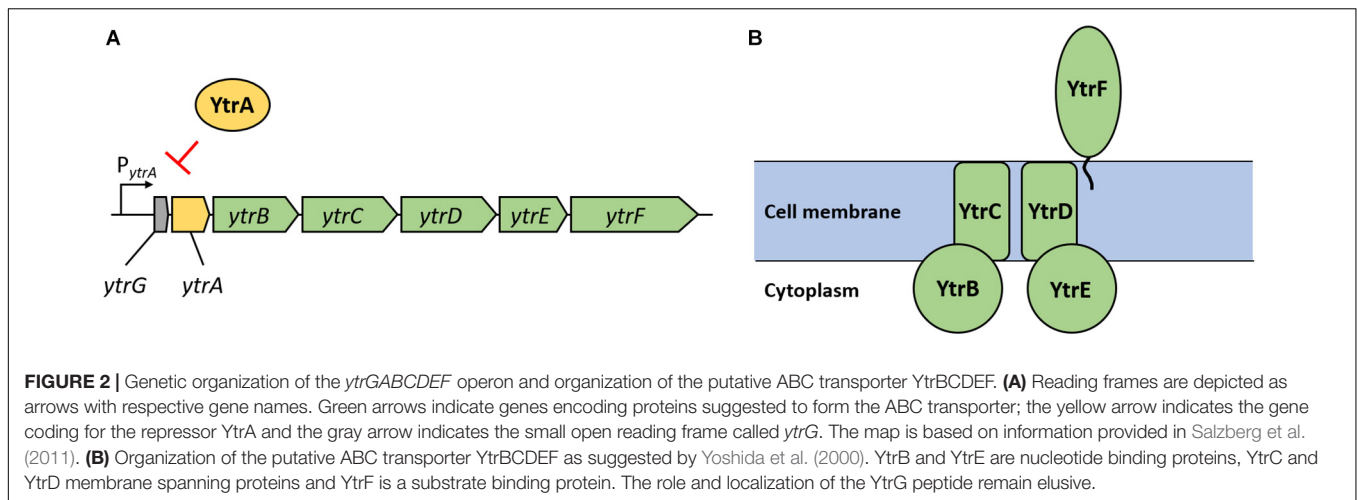 A
B
YtrA
YtrF
PytrA
ytrB
ytrC
ytrD
ytrE
ytrF
Cell membrane
YtrC
YtrD
ytrG
ytrA
Cytoplasm
YtrB
YtrE
FIGURE 2 | Genetic organization of the ytrGABCDEF operon and organization of the putative ABC transporter YtrBCDEF. (A) Reading frames are depicted as
arrows with respective gene names. Green arrows indicate genes encoding proteins suggested to form the ABC transporter; the yellow arrow indicates the gene
coding for the repressor YtrA and the gray arrow indicates the small open reading frame called ytrG. The map is based on information provided in Salzberg et al.
(2011). (B) Organization of the putative ABC transporter YtrBCDEF as suggested by Yoshida et al. (2000). YtrB and YtrE are nucleotide binding proteins, YtrC and
YtrD membrane spanning proteins and YtrF is a substrate binding protein. The role and localization of the YtrG peptide remain elusive.